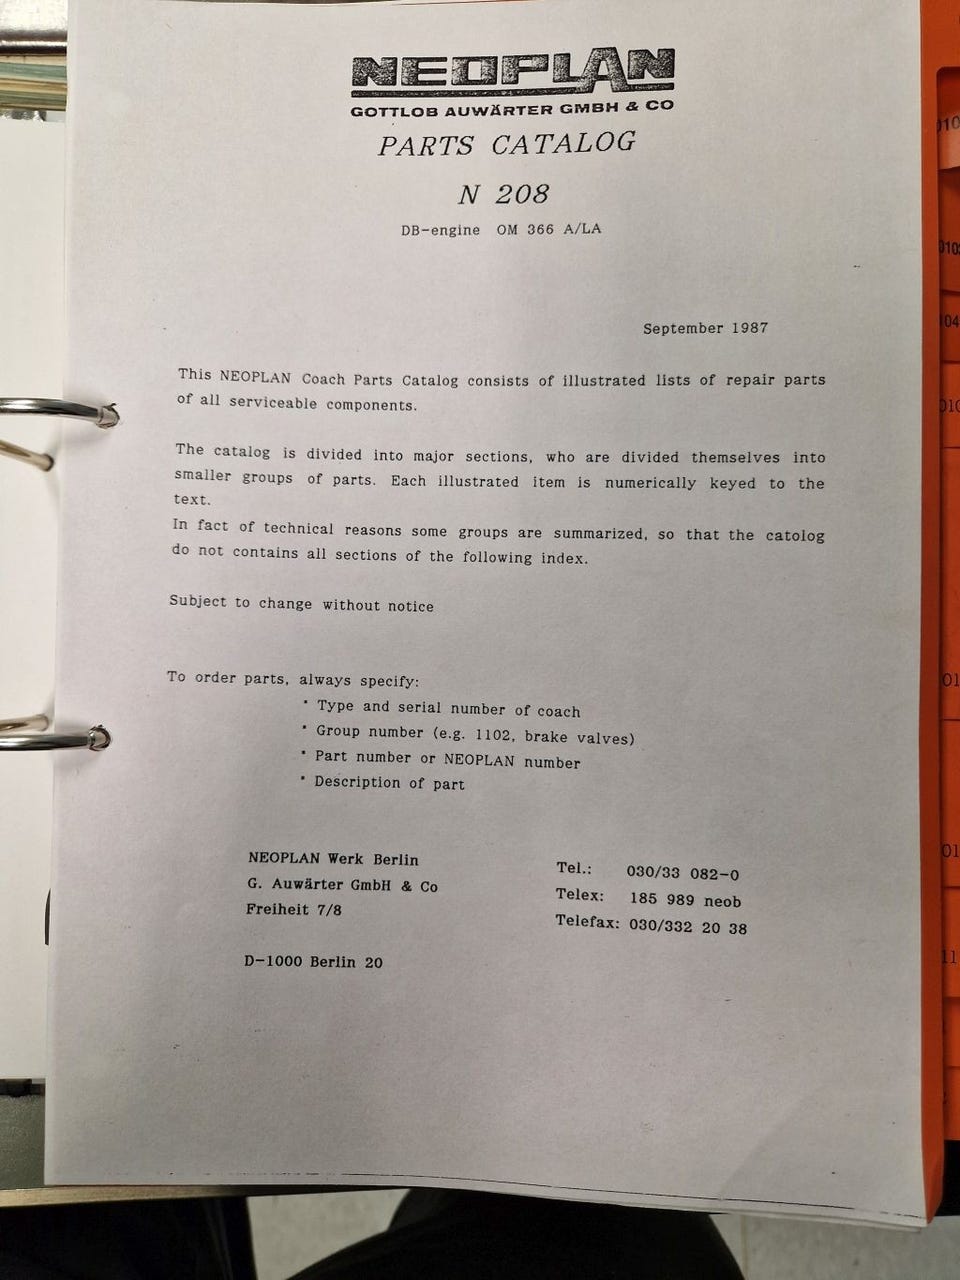 NEOPLAN
GOTTLOB AUWÄRTER GMBH & CO
PARTS CATALOG
N 208
DB-engine OM 366 A/LA
September 1987
This NEOPLAN Coach Parts Catalog consists of illustrated lists of repair parts
of all serviceable components.
The catalog is divided into major sections, who are divided themselves into
smaller groups of parts. Each illustrated item is numerically keyed to the
text.
In fact of technical reasons some groups are summarized, so that the catolog
do not contains all sections of the following index.
Subject to change without notice
To order parts, always specify:
* Type and serial number of coach
* Group number (e.g. 1102, brake valves)
* Part number or NEOPLAN number
* Description of part
NEOPLAN Werk Berlin
G. Auwärter GmbH & Co
Freiheit 7/8
D-1000 Berlin 20
Tel.: 030/33 082-0
Telex: 185 989 neob
Telefax: 030/332 20 38